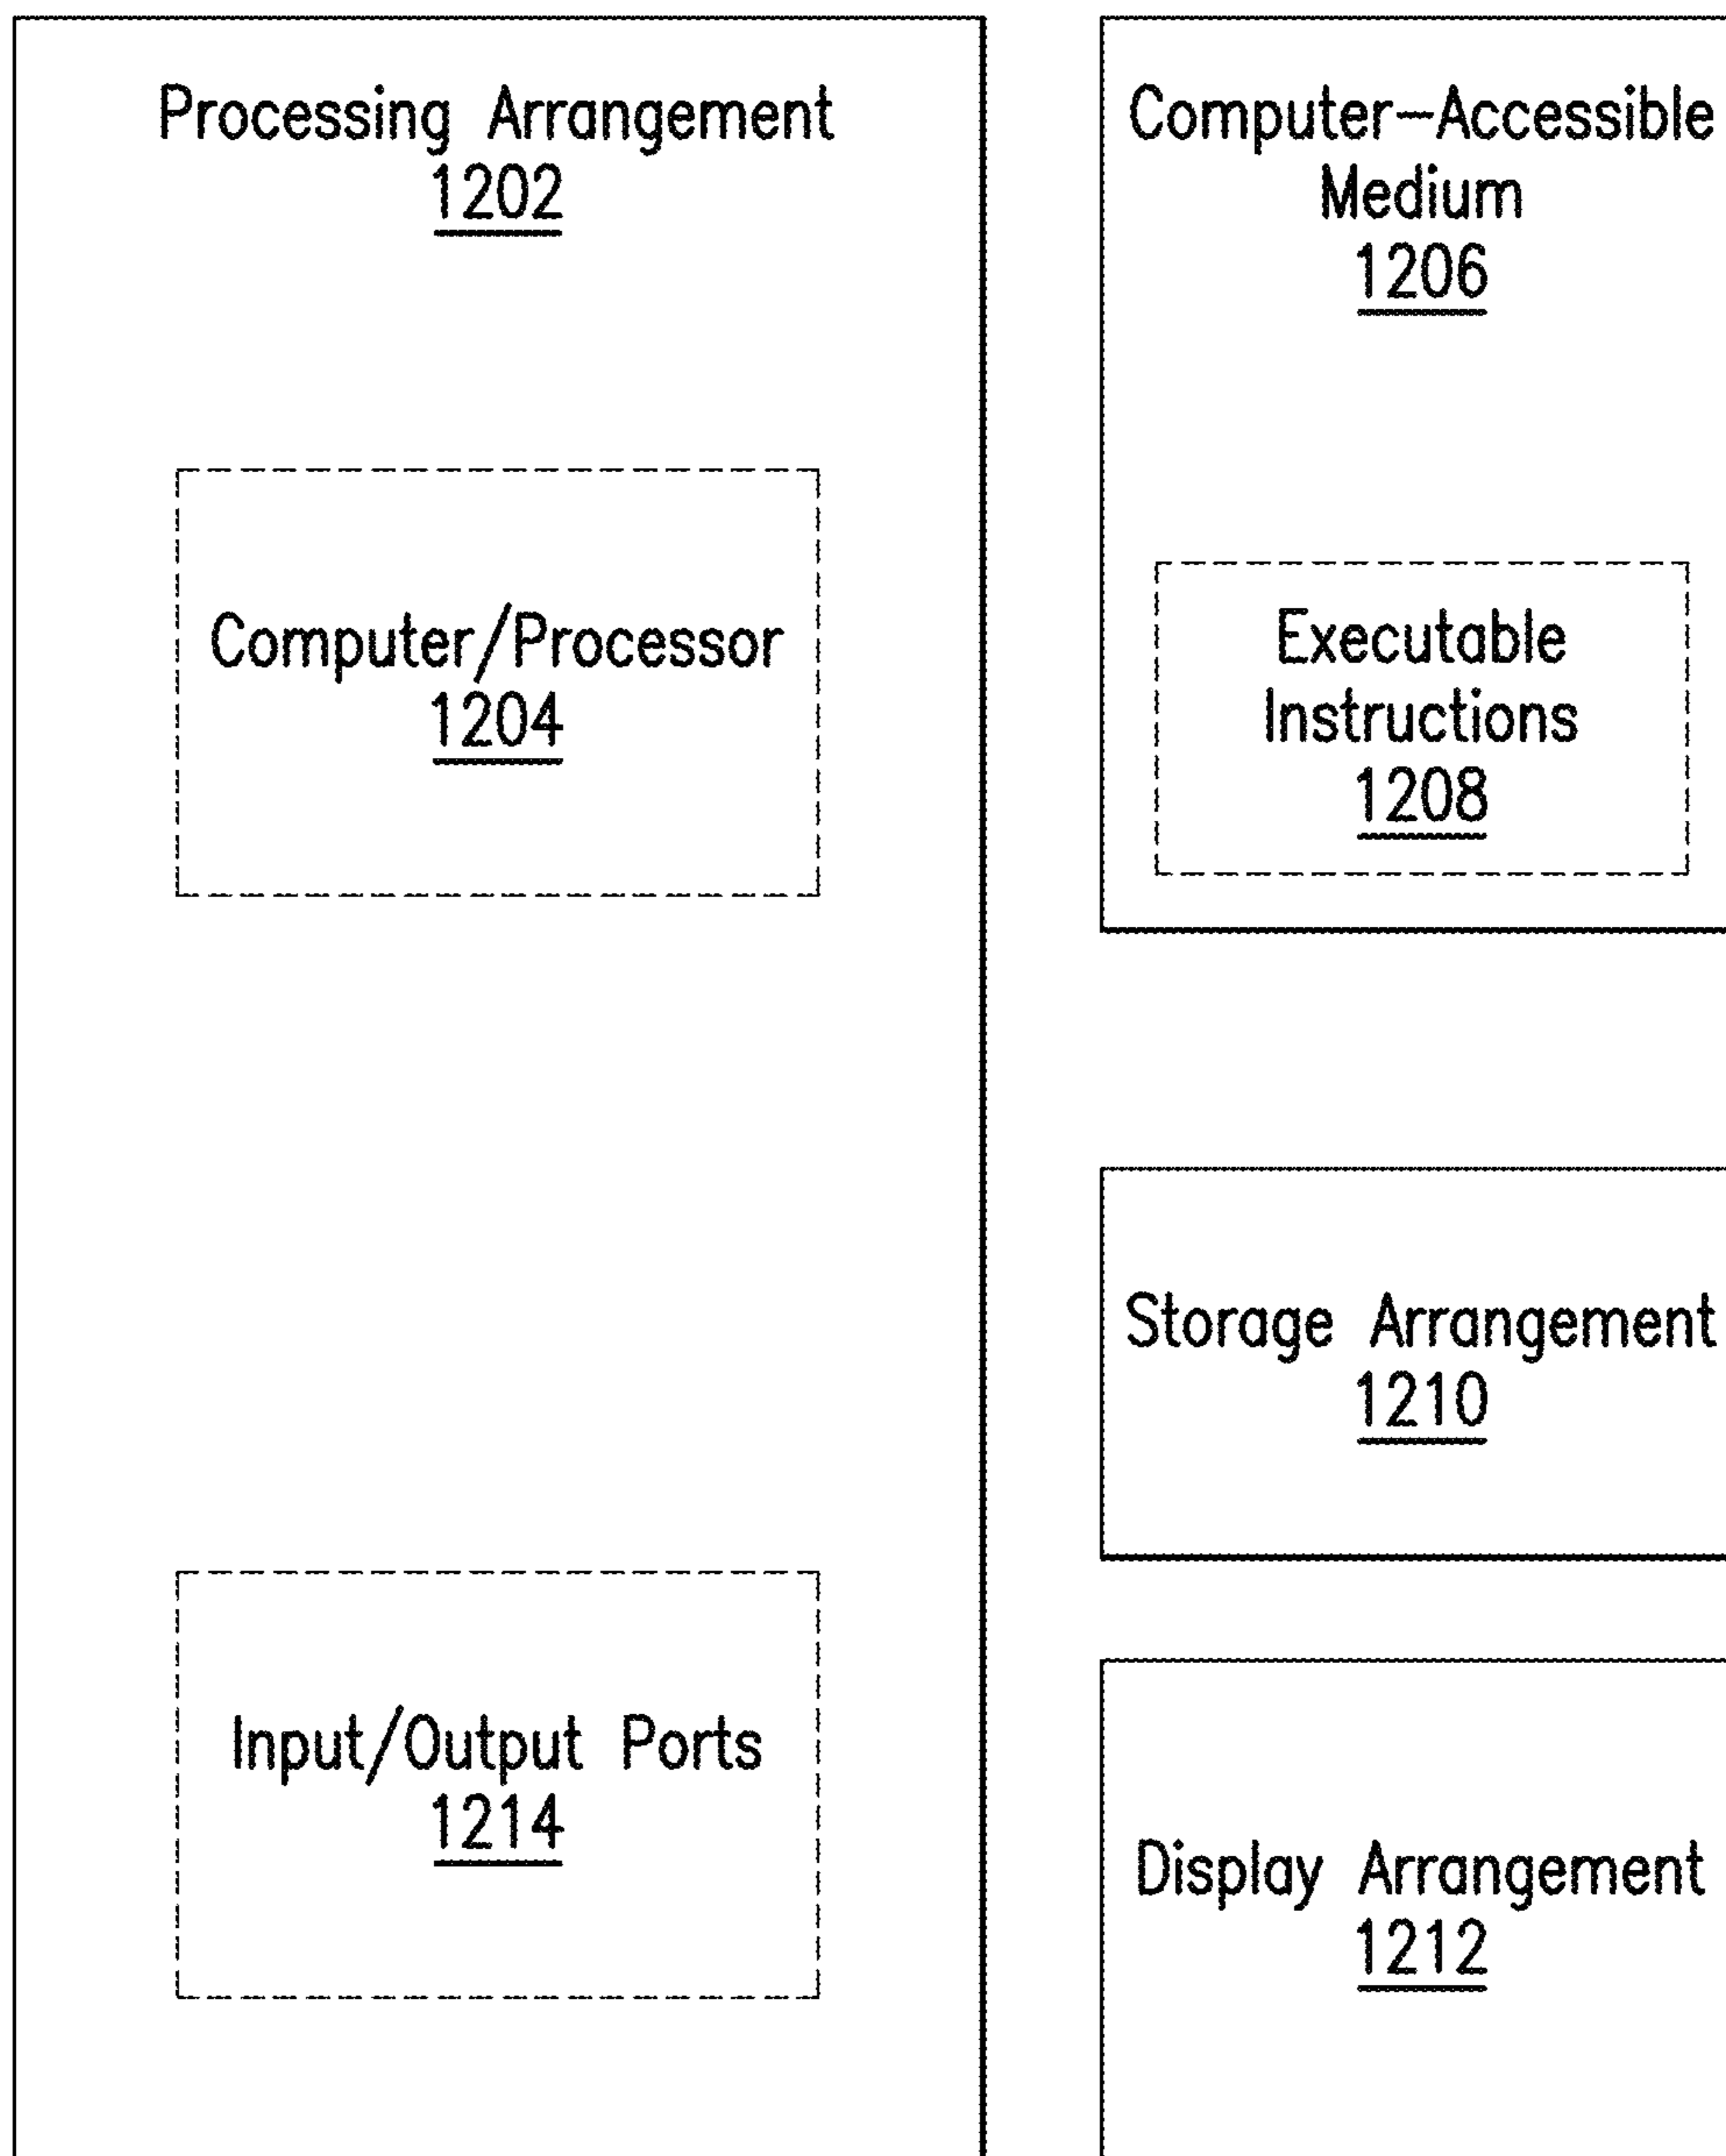 Processing Arrangement
1202
Computer/Processor
1204
Input/Output Ports
1214
Computer-Accessible
Medium
1206
Executable
Instructions
1208
Storage Arrangement
1210
Display Arrangement
1212